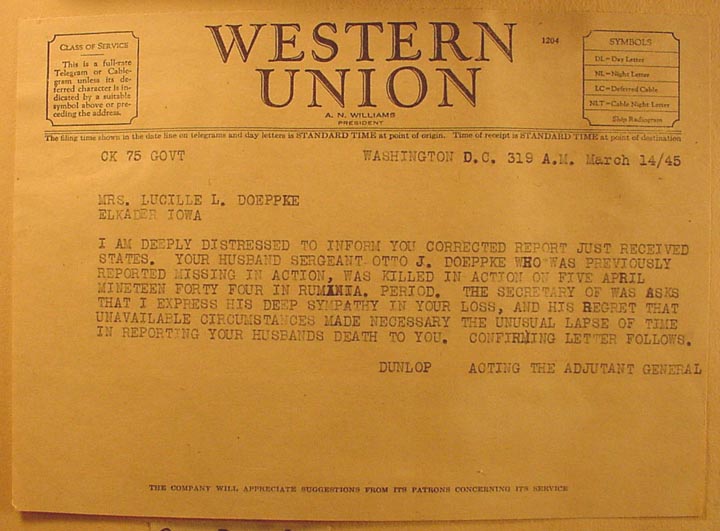 CLASS OF SERVICE
This is a full-rate
Telegram or Cable-
gram unless its de-
ferred character is in-
dicated by a suitable
symbol above or pre-
ceding the address.
WESTERN
UNION
1204
A. N. WILLIAMS
PRESIDENT
SYMBOLS
DL=Day Letter
NL=Night Letter
LC=Deferred Cable
NLT=Cable Night Letter
Ship Radiogram
The filing time shown in the date line on telegrams and day letters is STANDARD TIME at point of origin. Time of receipt is STANDARD TIME at point of destination
CK 75 GOVT WASHINGTON D.C. 319 A.M. March 14/45
MRS. LUCILLE L. DOEPPKE
ELKADER IOWA
I AM DEEPLY DISTRESSED TO INFORM YOU CORRECTED REPORT JUST RECEIVED
STATES. YOUR HUSBAND SERGEANT OTTO J. DOEPPKE WHO WAS PREVIOUSLY
REPORTED MISSING IN ACTION, WAS KILLED IN ACTION ON FIVE APRIL
NINETEEN FORTY FOUR IN RUMANIA. PERIOD. THE SECRETARY OF WAS ASKS
THAT I EXPRESS HIS DEEP SYMPATHY IN YOUR LOSS, AND HIS REGRET THAT
UNAVAILABLE CIRCUMSTANCES MADE NECESSARY THE UNUSUAL LAPSE OF TIME
IN REPORTING YOUR HUSBANDS DEATH TO YOU. CONFIRMING LETTER FOLLOWS.
DUNLOP ACTING THE ADJUTANT GENERAL
THE COMPANY WILL APPRECIATE SUGGESTIONS FROM ITS PATRONS CONCERNING ITS SERVICE